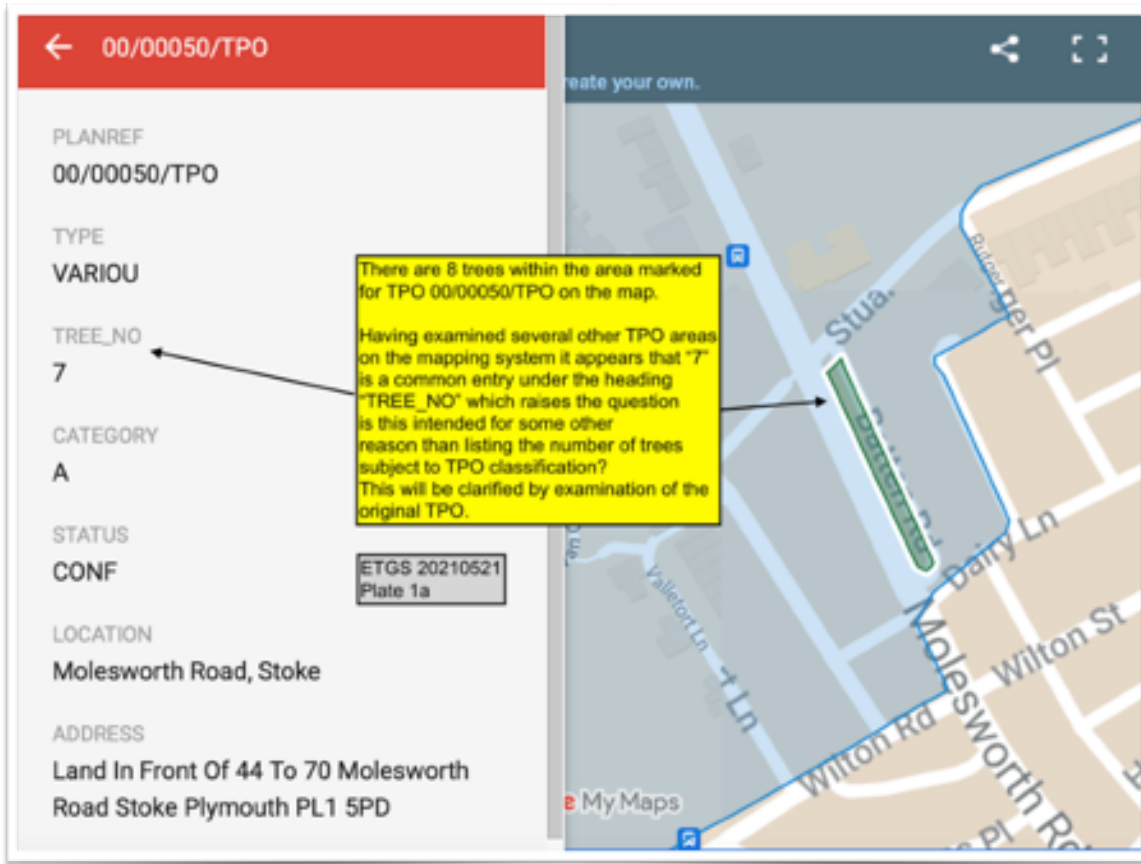 00/00050/TPO
PLANREF
00/00050/TPO
TYPE
VARIOU
TREE_NO
7
CATEGORY
A
STATUS
CONF
LOCATION
Molesworth Road, Stoke
ADDRESS
Land In Front Of 44 To 70 Molesworth
Road Stoke Plymouth PL1 5PD
There are 8 trees within the area marked
for TPO 00/00050/TPO on the map.
Having examined several other TPO areas
on the mapping system it appears that "7"
is a common entry under the heading
"TREE_NO" which raises the question
is this intended for some other
reason than listing the number of trees
subject to TPO classification?
This will be clarified by examination of the
original TPO.
ETGS 20210521
Plate 1a
reate your own.
Stua.
Rutger
ger Pl
Dairy Ln
Valletort Ln
t Ln
Wilton St
Wilton Rd
Molesworth Rd
Pl
e My Maps